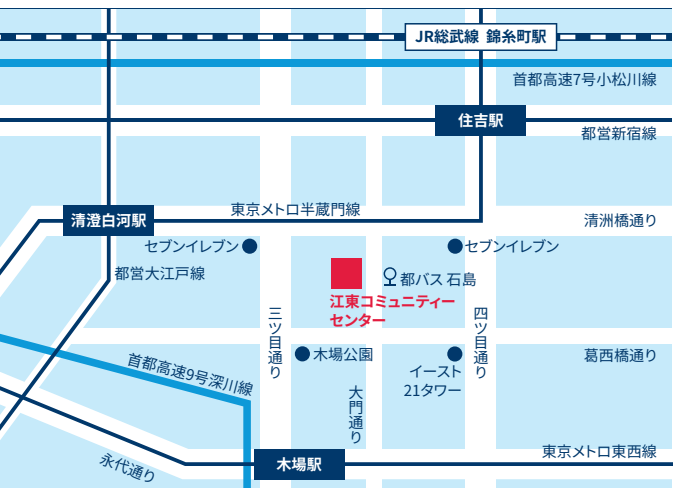 JR総武線 錦糸町駅
首都高速7号小松川線
住吉駅
都営新宿線
東京メトロ半蔵門線
清澄白河駅
清洲橋通り
セブンイレブン
セブンイレブン
都営大江戸線
都バス 石島
江東コミュニティー
センター
三ツ目通り
四ツ目通り
木場公園
葛西橋通り
首都高速9号深川線
イースト
21タワー
大門通り
東京メトロ東西線
永代通り
木場駅